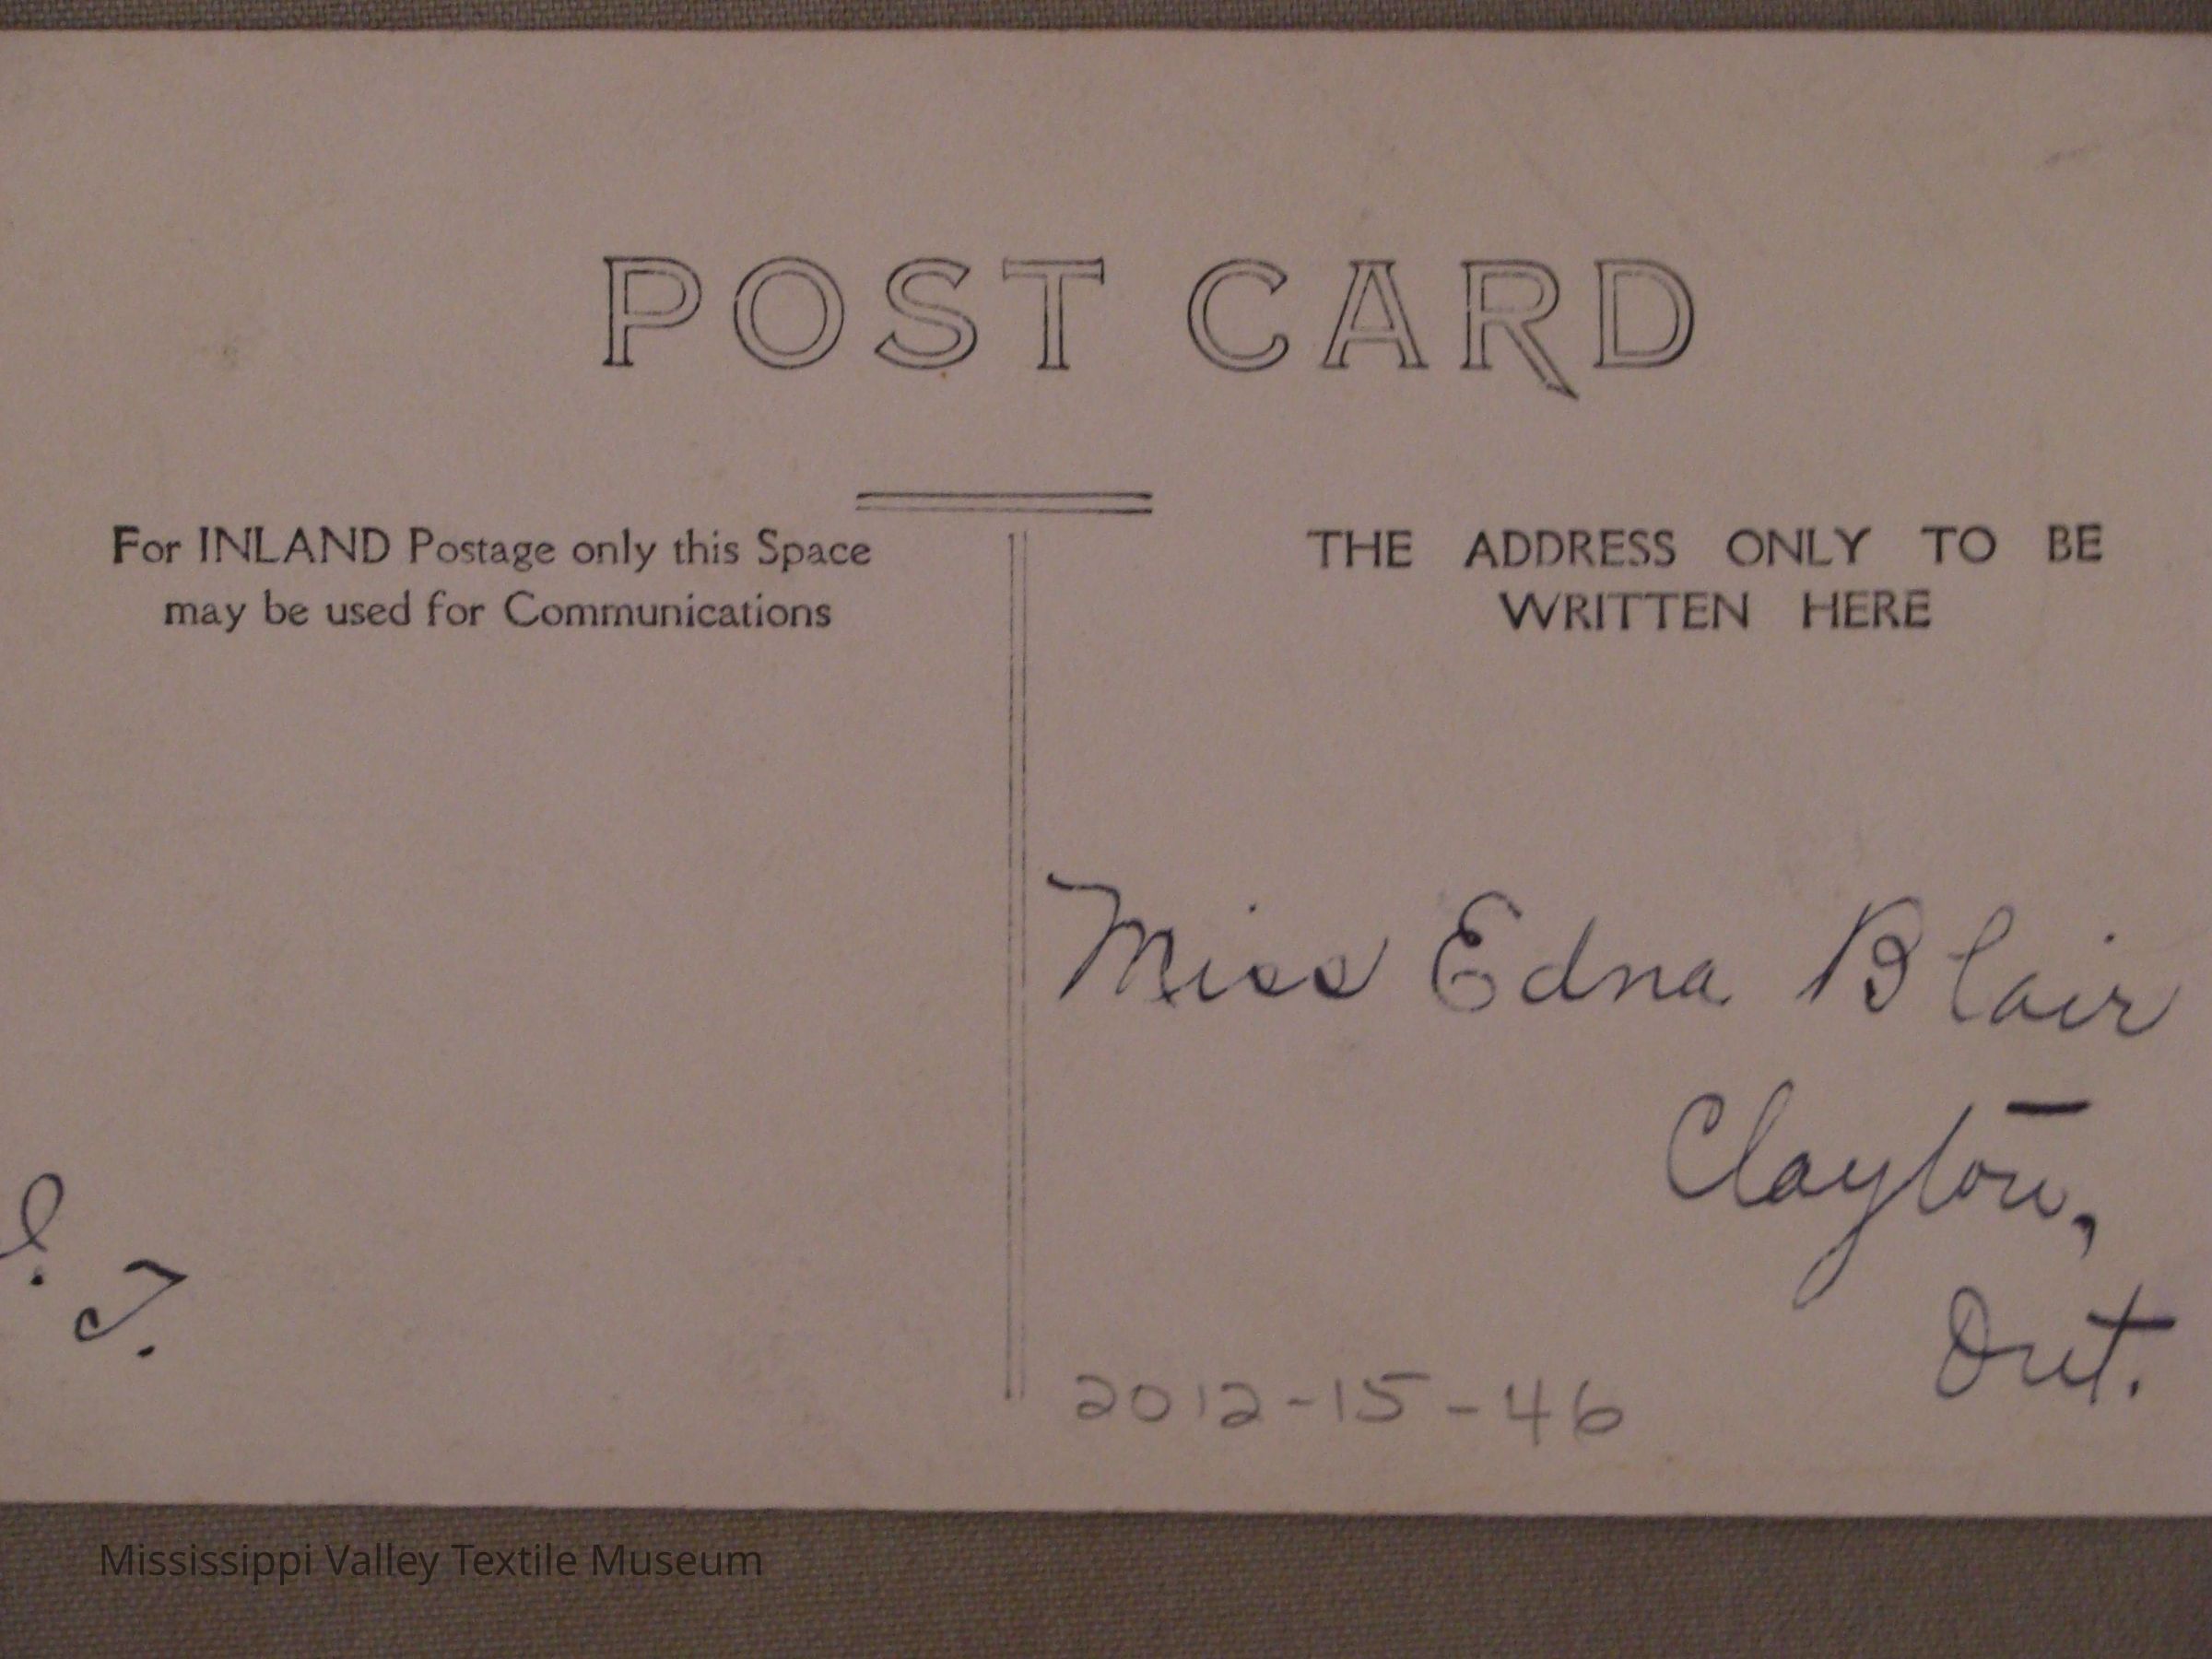 POST CARD
For INLAND Postage only this Space
may be used for Communications
THE ADDRESS ONLY TO BE
WRITTEN HERE
Miss Edna Blair
Clayton,
Ont.
T.
2012-15-46
Mississippi Valley Textile Museum